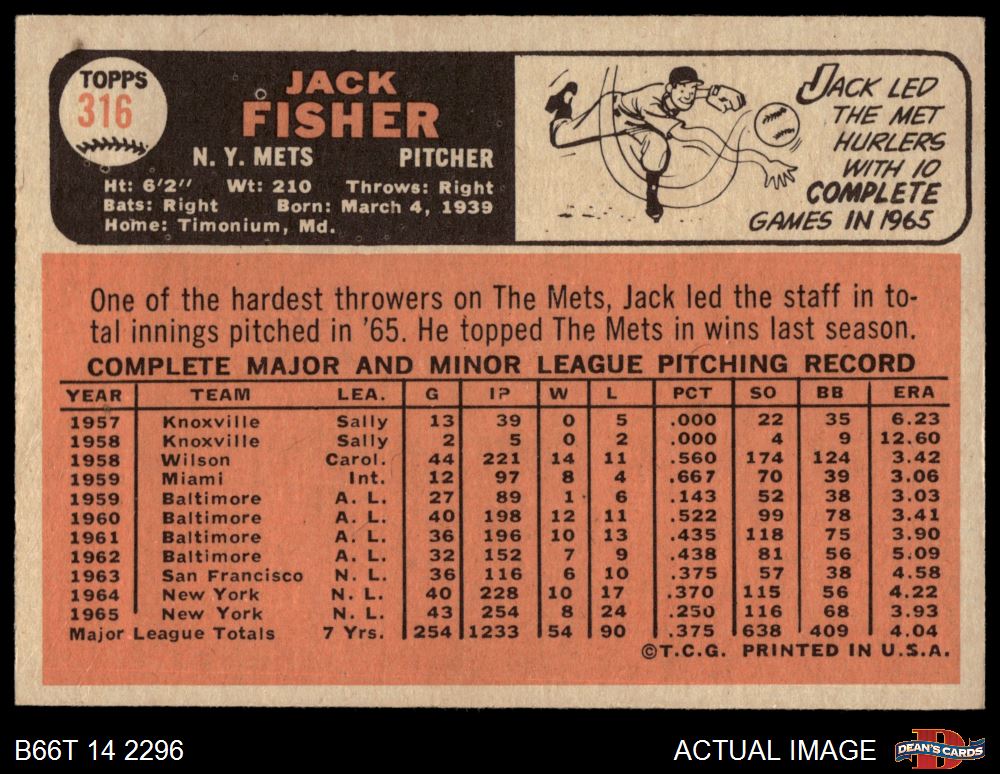 TOPPS
316
JACK
FISHER
N. Y. METS PITCHER
Ht: 6'2" Wt: 210 Throws: Right
Bats: Right Born: March 4, 1939
Home: Timonium, Md.
JACK LED
THE MET
HURLERS
WITH 10
COMPLETE
GAMES IN 1965
One of the hardest throwers on The Mets, Jack led the staff in to-
tal innings pitched in '65. He topped The Mets in wins last season.
COMPLETE MAJOR AND MINOR LEAGUE PITCHING RECORD
YEAR TEAM LEA. G IP W L PCT SO BB ERA
1957 Knoxville Sally 13 39 0 5 .000 22 35 6.23
1958 Knoxville Sally 2 5 0 2 .000 4 9 12.60
1958 Wilson Carol. 44 221 14 11 .560 174 124 3.42
1959 Miami Int. 12 97 8 4 .667 70 39 3.06
1959 Baltimore A. L. 27 89 1 6 .143 52 38 3.03
1960 Baltimore A. L. 40 198 12 11 .522 99 78 3.41
1961 Baltimore A. L. 36 196 10 13 .435 118 75 3.90
1962 Baltimore A. L. 32 152 7 9 .438 81 56 5.09
1963 San Francisco N. L. 36 116 6 10 .375 57 38 4.58
1964 New York N. L. 40 228 10 17 .370 115 56 4.22
1965 New York N. L. 43 254 8 24 .250 116 68 3.93
Major League Totals 7 Yrs. 254 1233 54 90 .375 638 409 4.04
©T.C.G. PRINTED IN U.S.A.
B66T 14 2296 ACTUAL IMAGE
D
DEAN'S CARDS